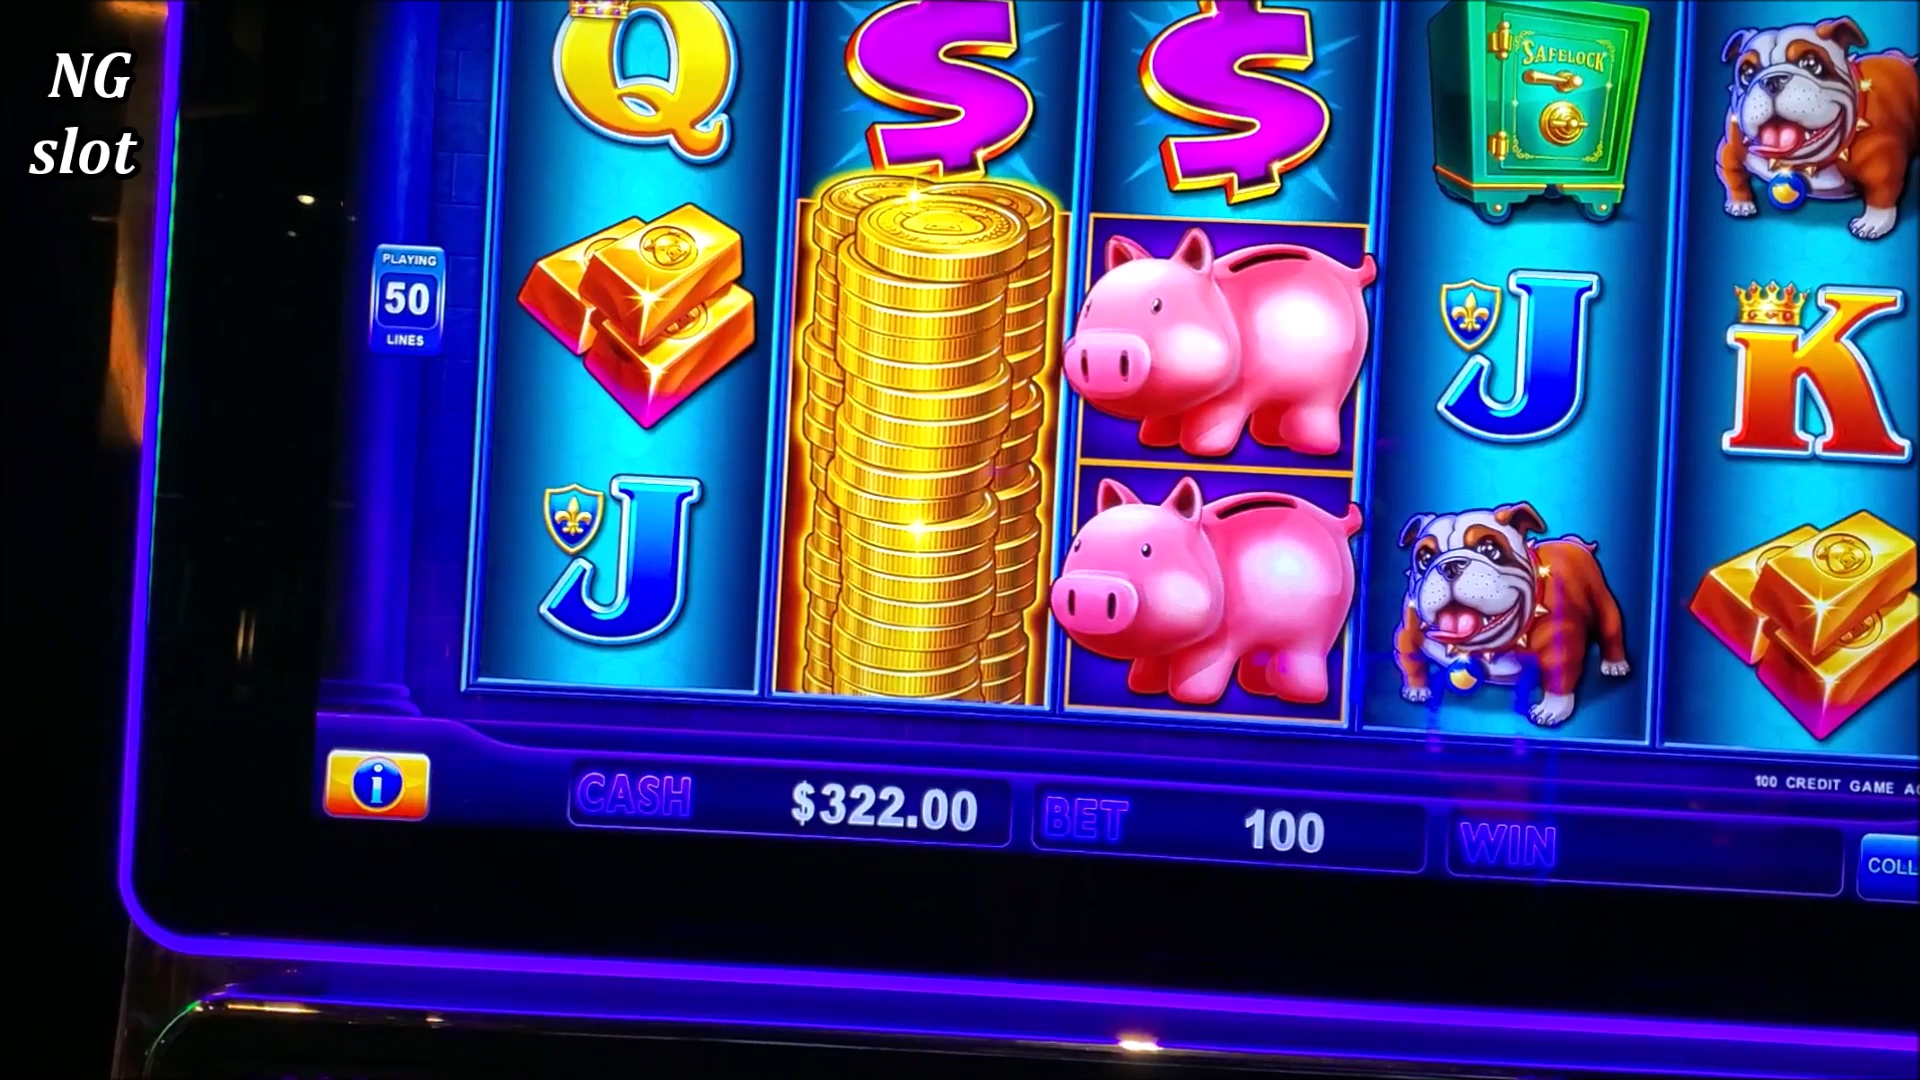 NG
slot
Q
$
$
SAFELOCK
PLAYING
50
LINES
J
K
J
100 CREDIT GAME
i
CASH $322.00
BET 100
WIN
COLL